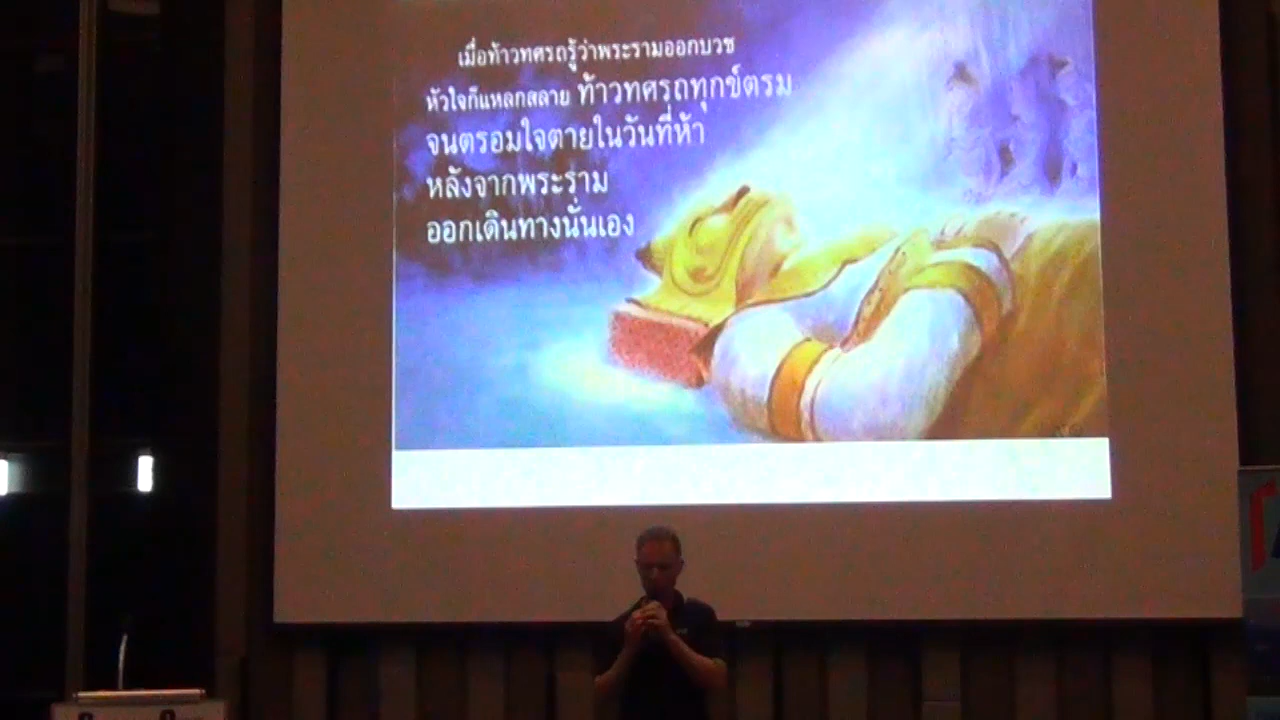 เมื่อท้าวทศรถรู้ว่าพระรามออกบวช
หัวใจก็แหลกสลาย ท้าวทศรถทุกข์ตรม
จนตรอมใจตายในวันที่ห้า
หลังจากพระราม
ออกเดินทางนั่นเอง